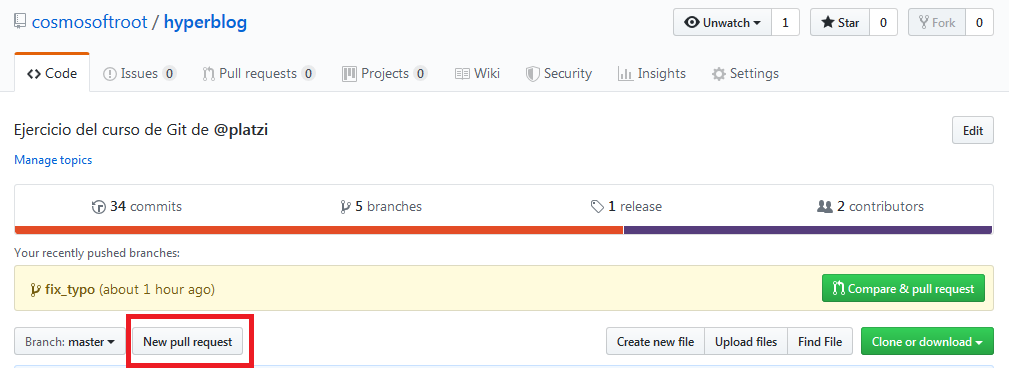 cosmosoftroot / hyperblog Unwatch 1 Star 0 Fork 0
Code Issues 0 Pull requests 0 Projects 0 Wiki Security Insights Settings
Ejercicio del curso de Git de @platzi Edit
Manage topics
34 commits 5 branches 1 release 2 contributors
Your recently pushed branches:
fix_typo (about 1 hour ago) Compare & pull request
Branch: master New pull request Create new file Upload files Find File Clone or download